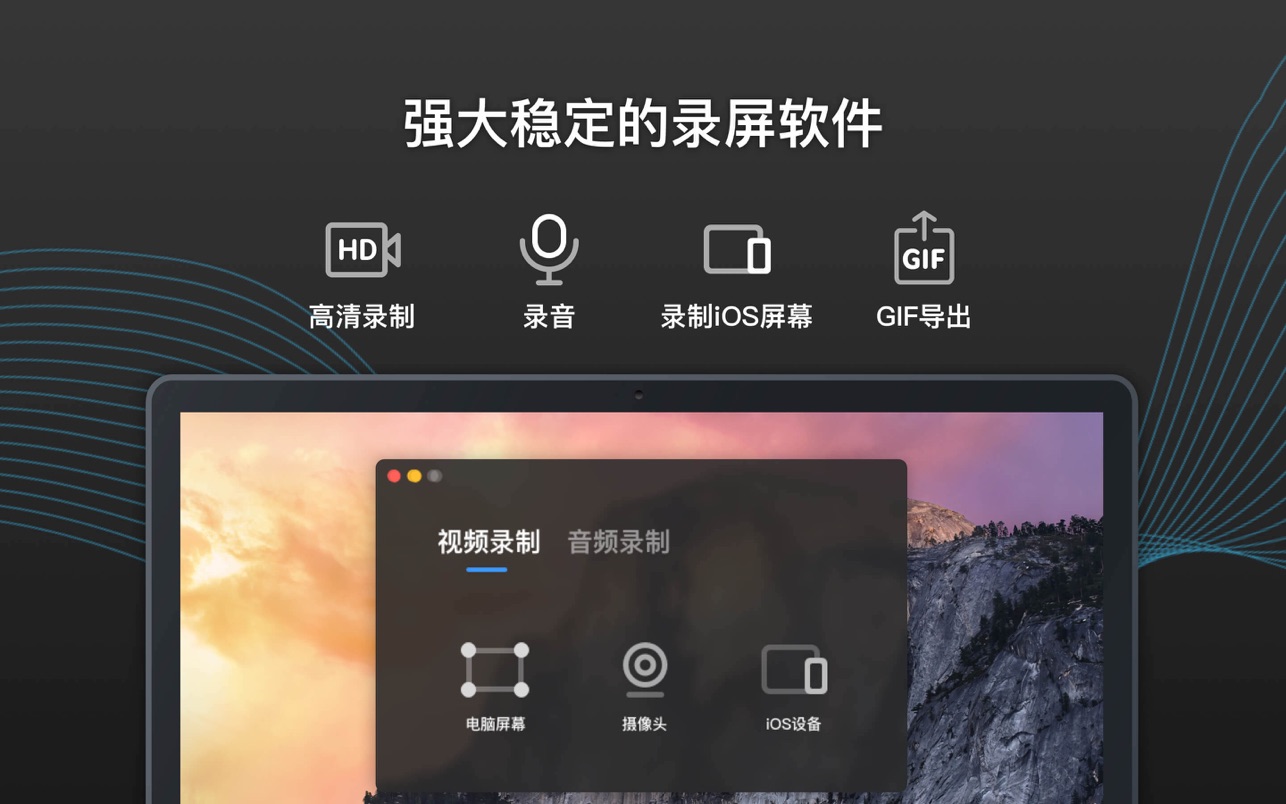 强大稳定的录屏软件
HD
GIF
高清录制
录音
录制iOS屏幕
GIF导出
视频录制
音频录制
电脑屏幕
摄像头
iOS设备